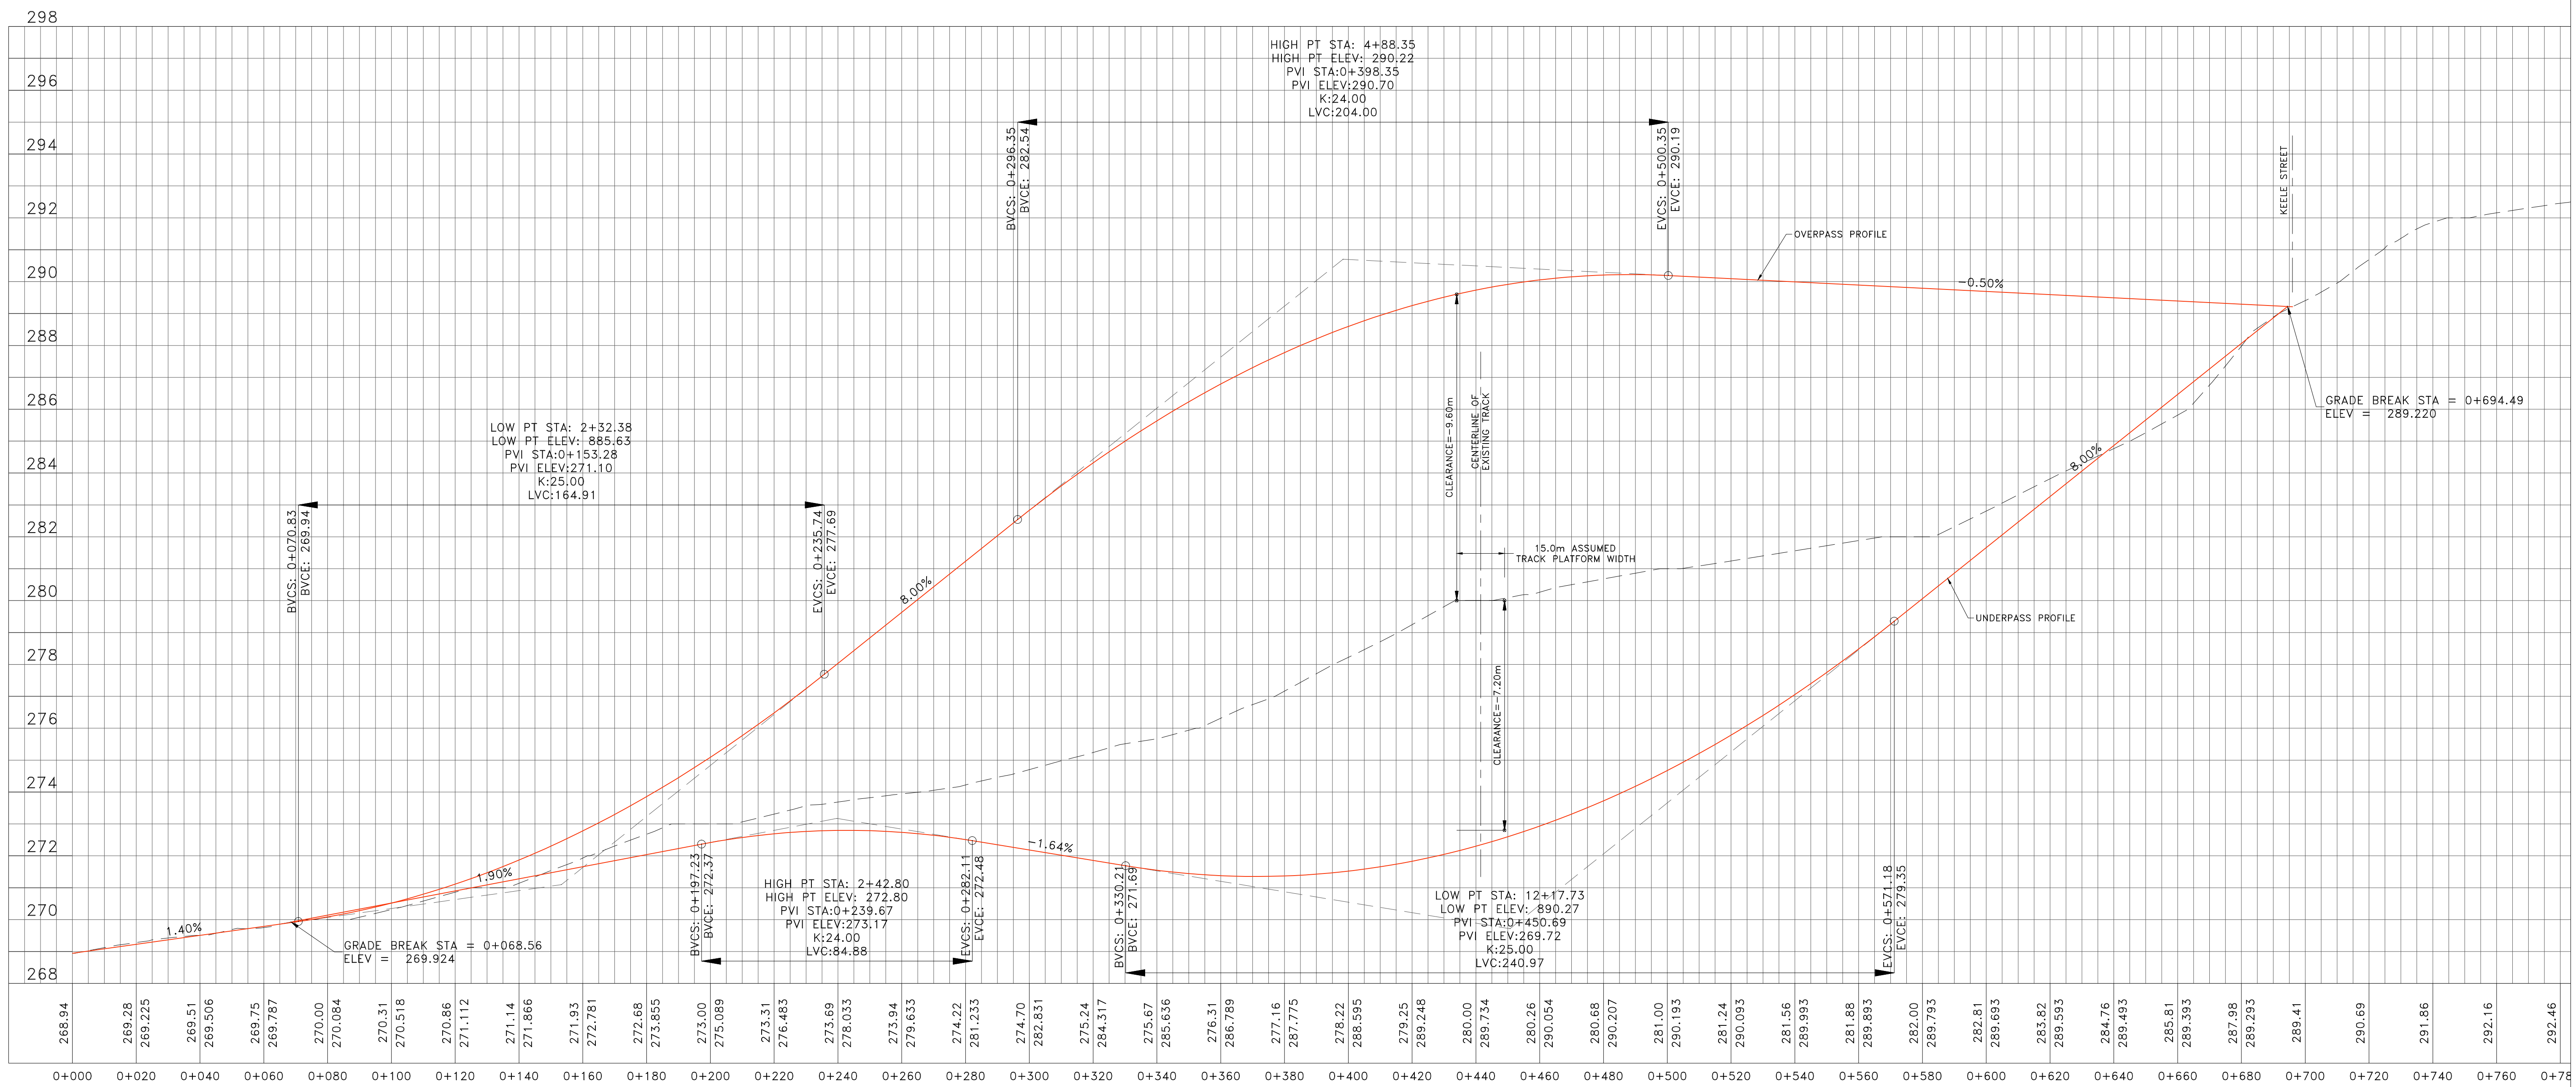 298
296
294
292
290
288
286
284
282
280
278
276
274
272
270
268
HIGH PT STA: 4+88.35
HIGH PT ELEV: 290.22
PVI STA:0+398.35
PVI ELEV:290.70
K:24.00
LVC:204.00
BVCS: 0+296.35
BVCE: 282.54
EVCS: 0+500.35
EVCE: 290.19
KEELE STREET
OVERPASS PROFILE
-0.50%
GRADE BREAK STA = 0+694.49
ELEV = 289.220
LOW PT STA: 2+32.38
LOW PT ELEV: 885.63
PVI STA:0+153.28
PVI ELEV:271.10
K:25.00
LVC:164.91
BVCS: 0+070.83
BVCE: 269.94
EVCS: 0+235.74
EVCE: 277.69
8.00%
CLEARANCE=-9.60m
CENTERLINE OF
EXISTING TRACK
15.0m ASSUMED
TRACK PLATFORM WIDTH
CLEARANCE=-7.20m
8.00%
UNDERPASS PROFILE
1.40%
1.90%
GRADE BREAK STA = 0+068.56
ELEV = 269.924
BVCS: 0+197.23
BVCE: 272.37
HIGH PT STA: 2+42.80
HIGH PT ELEV: 272.80
PVI STA:0+239.67
PVI ELEV:273.17
K:24.00
LVC:84.88
EVCS: 0+282.11
EVCE: 272.48
-1.64%
BVCS: 0+330.21
BVCE: 271.69
LOW PT STA: 12+17.73
LOW PT ELEV: 890.27
PVI STA:0+450.69
PVI ELEV:269.72
K:25.00
LVC:240.97
EVCS: 0+571.18
EVCE: 279.35
268.94
269.28
269.225
269.51
269.506
269.75
269.787
270.00
270.084
270.31
270.518
270.86
271.112
271.14
271.866
271.93
272.781
272.68
273.855
273.00
275.089
273.31
276.483
273.69
278.033
273.94
279.633
274.22
281.233
274.70
282.831
275.24
284.317
275.67
285.636
276.31
286.789
277.16
287.775
278.22
288.595
279.25
289.248
280.00
289.734
280.26
290.054
280.68
290.207
281.00
290.193
281.24
290.093
281.56
289.993
281.88
289.893
282.00
289.793
282.81
289.693
283.82
289.593
284.76
289.493
285.81
289.393
287.98
289.293
289.41
290.69
291.86
292.16
292.46
0+000 0+020 0+040 0+060 0+080 0+100 0+120 0+140 0+160 0+180 0+200 0+220 0+240 0+260 0+280 0+300 0+320 0+340 0+360 0+380 0+400 0+420 0+440 0+460 0+480 0+500 0+520 0+540 0+560 0+580 0+600 0+620 0+640 0+660 0+680 0+700 0+720 0+740 0+760 0+78